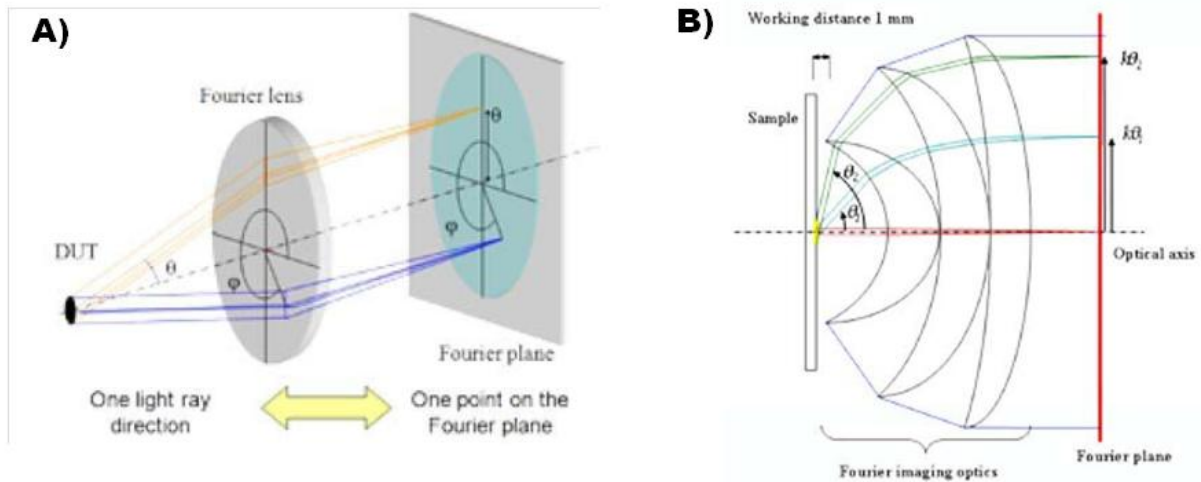 A)
Fourier lens
θ
DUT
θ
φ
φ
Fourier plane
One light ray
direction
One point on the
Fourier plane
B)
Working distance 1 mm
Sample
kθ₂
kθ₁
θ₂
θ₁
Optical axis
Fourier plane
Fourier imaging optics